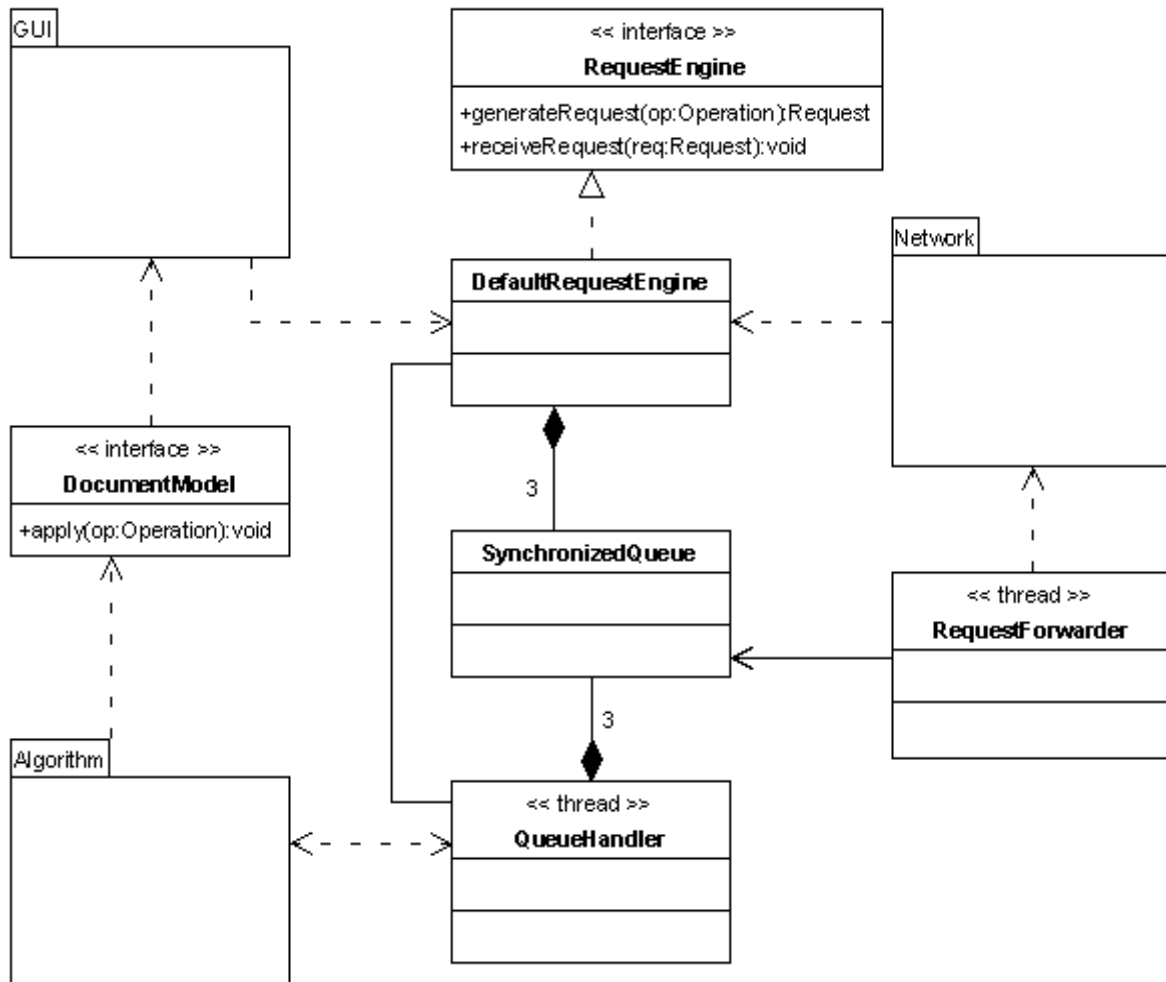 GUI
<< interface >>
RequestEngine
+generateRequest(op:Operation):Request
+receiveRequest(req:Request):void
Network
DefaultRequestEngine
<< interface >>
DocumentModel
+apply(op:Operation):void
3
SynchronizedQueue
<< thread >>
RequestForwarder
3
Algorithm
<< thread >>
QueueHandler